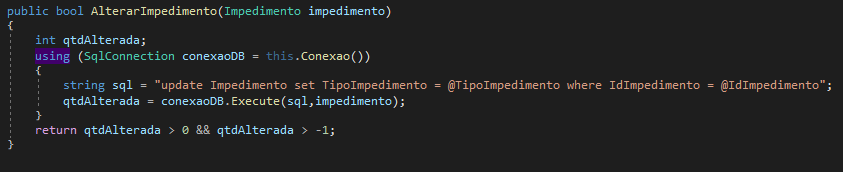 public bool AlterarImpedimento(Impedimento impedimento)
{
int qtdAlterada;
using (SqlConnection conexaoDB = this.Conexao())
{
string sql = "update Impedimento set TipoImpedimento = @TipoImpedimento where IdImpedimento = @IdImpedimento";
qtdAlterada = conexaoDB.Execute(sql,impedimento);
}
return qtdAlterada > 0 && qtdAlterada > -1;
}